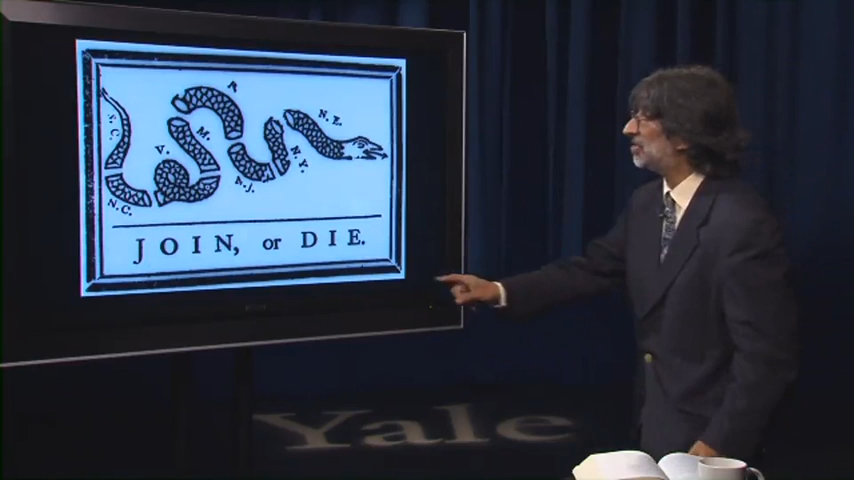 S. C.
N. C.
V.
M.
P.
N. J.
N. Y.
N. E.
JOIN, or DIE.
Yale